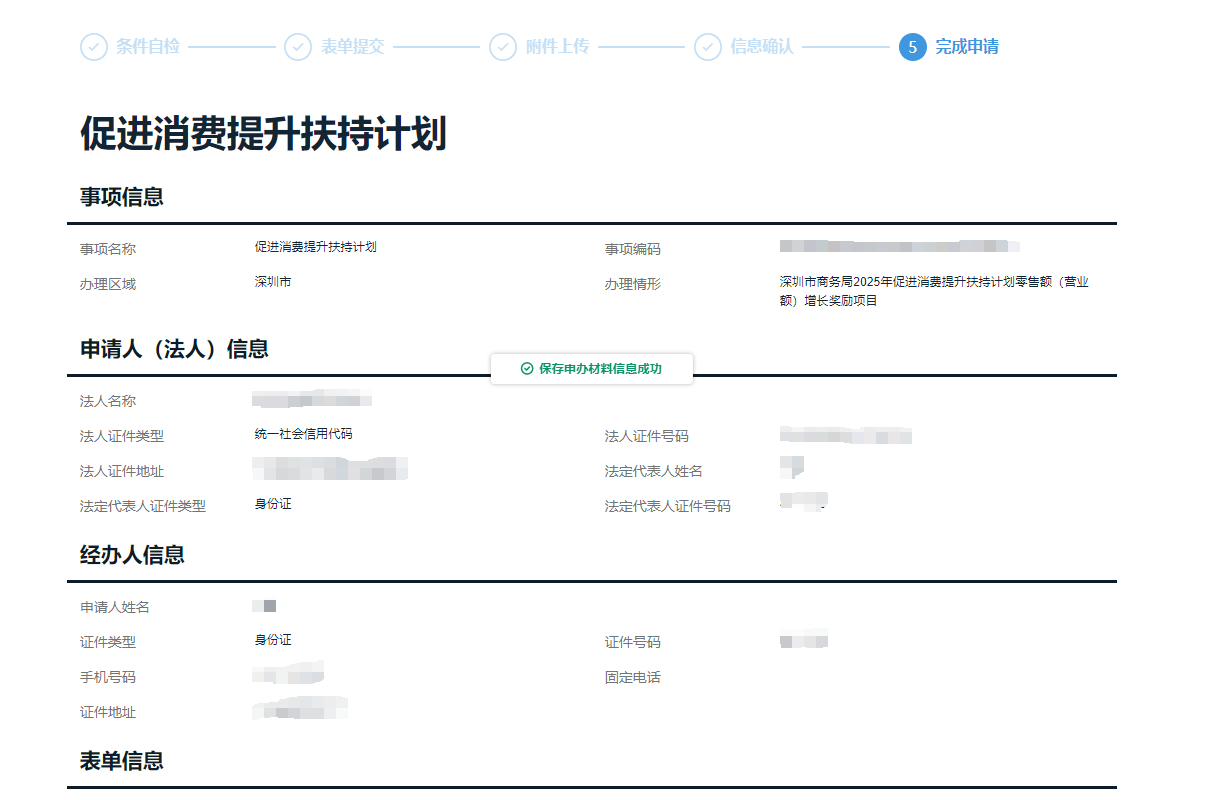 条件自检 表单提交 附件上传 信息确认 5 完成申请
促进消费提升扶持计划
事项信息
事项名称 促进消费提升扶持计划 事项编码
办理区域 深圳市 办理情形 深圳市商务局2025年促进消费提升扶持计划零售额（营业
额）增长奖励项目
申请人（法人）信息
保存申办材料信息成功
法人名称
法人证件类型 统一社会信用代码 法人证件号码
法人证件地址 法定代表人姓名
法定代表人证件类型 身份证 法定代表人证件号码
经办人信息
申请人姓名
证件类型 身份证 证件号码
手机号码 固定电话
证件地址
表单信息